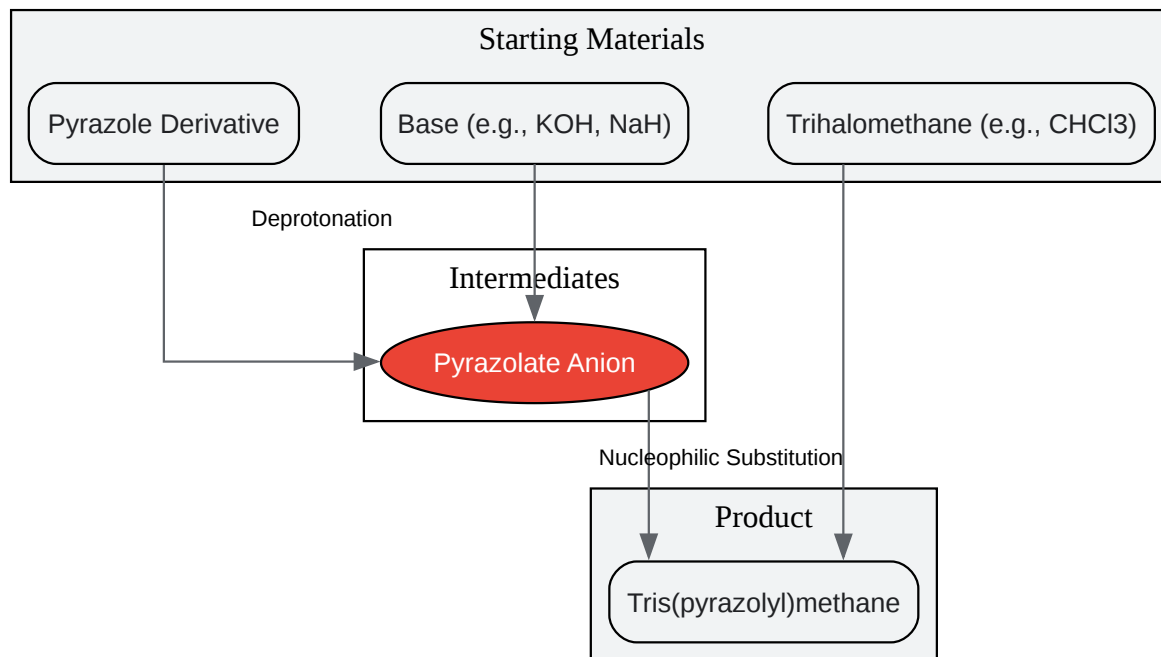 Starting Materials
Pyrazole Derivative
Base (e.g., KOH, NaH)
Trihalomethane (e.g., CHCl3)
Deprotonation
Intermediates
Pyrazolate Anion
Nucleophilic Substitution
Product
Tris(pyrazolyl)methane